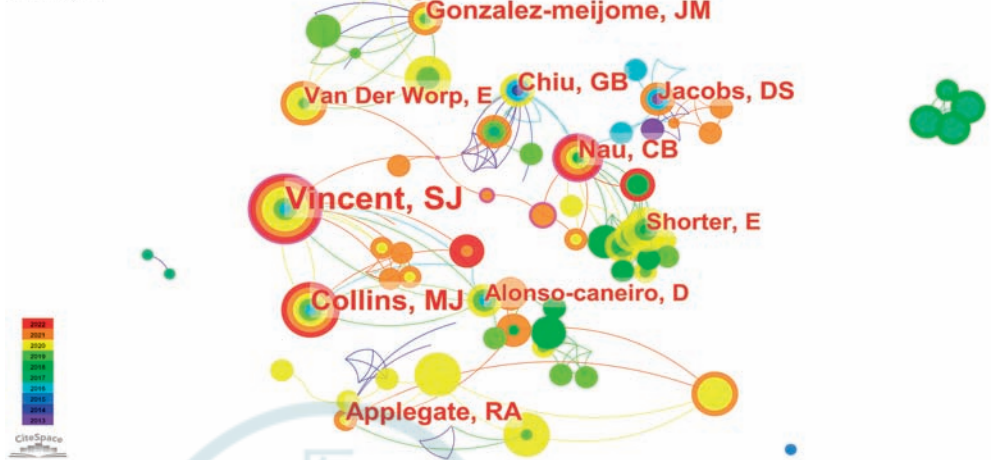 Gonzalez-meijome, JM
Chiu, GB
Jacobs, DS
Van Der Worp, E
Nau, CB
Vincent, SJ
Shorter, E
Alonso-caneiro, D
Collins, MJ
2022
2021
2020
2019
2018
2017
2016
2015
2014
2013
Applegate, RA
CiteSpace